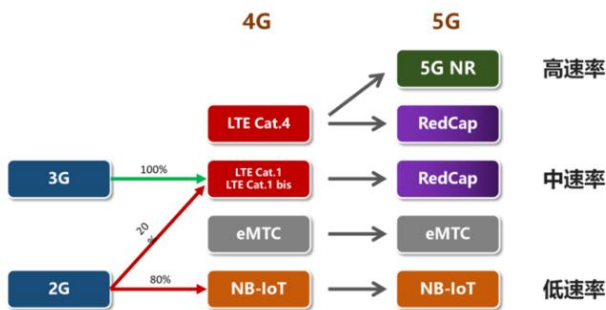 4G 5G
5G NR 高速率
LTE Cat.4 RedCap
3G 100% LTE Cat.1 RedCap 中速率
LTE Cat.1 bis
20
%
eMTC eMTC
2G 80% NB-IoT NB-IoT 低速率